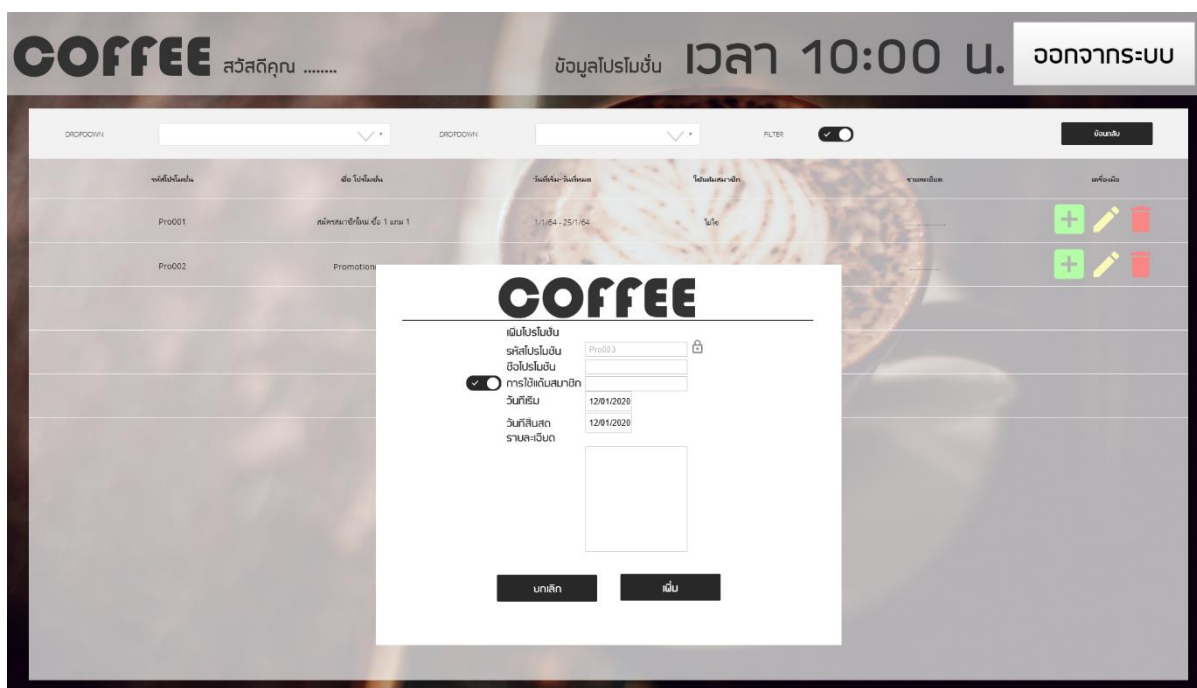 COFFEE สวัสดีคุณ ........ ข้อมูลโปรโมชั่น เวลา 10:00 น. ออกจากระบบ
DROPDOWN DROPDOWN FILTER ย้อนกลับ
รหัสโปรโมชั่น ชื่อ โปรโมชั่น วันที่เริ่ม-วันที่หมด ใช้แต้มสมาชิก รายละเอียด เครื่องมือ
Pro001 สมัครสมาชิกใหม่ ซื้อ 1 แถม 1 1/1/64 - 25/1/64 ไม่ใช่ ....................
Pro002 Promotion ....................
COFFEE
เพิ่มโปรโมชั่น
รหัสโปรโมชั่น Pro003
ชื่อโปรโมชั่น
การใช้แต้มสมาชิก
วันที่เริ่ม 12/01/2020
วันที่สิ้นสุด 12/01/2020
รายละเอียด
ยกเลิก เพิ่ม